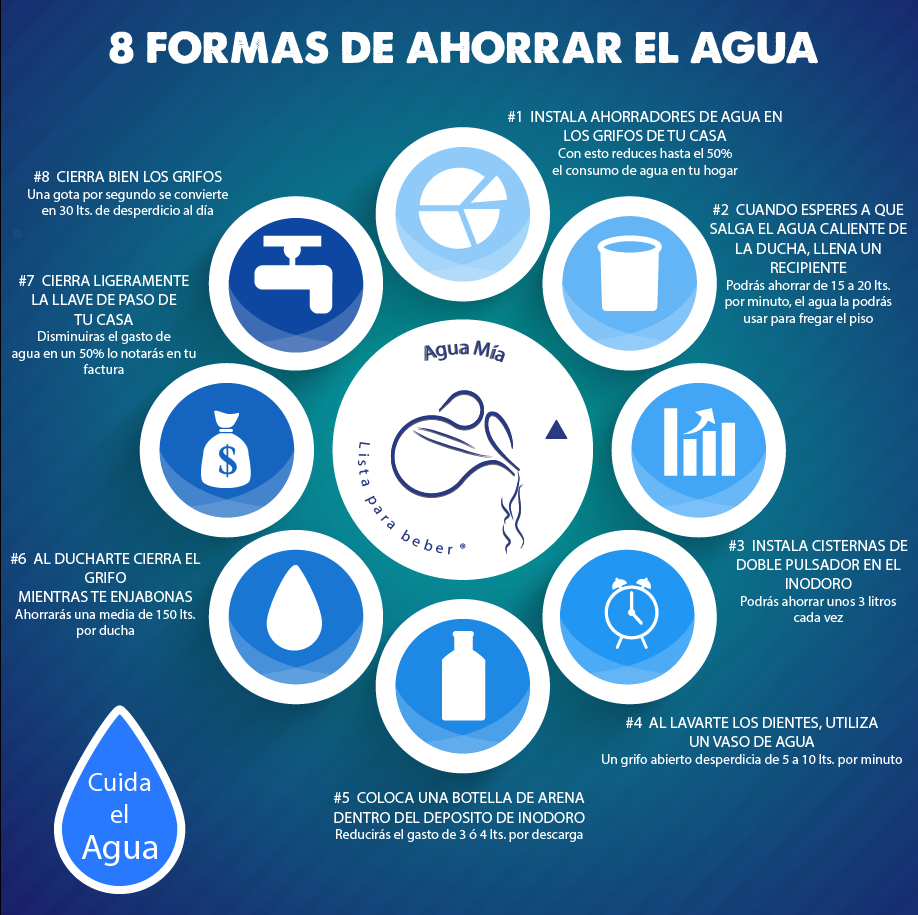 8 FORMAS DE AHORRAR EL AGUA
#1 INSTALA AHORRADORES DE AGUA EN
LOS GRIFOS DE TU CASA
Con esto reduces hasta el 50%
el consumo de agua en tu hogar
#2 CUANDO ESPERES A QUE
SALGA EL AGUA CALIENTE DE
LA DUCHA, LLENA UN
RECIPIENTE
Podrás ahorrar de 15 a 20 lts.
por minuto, el agua la podrás
usar para fregar el piso
#3 INSTALA CISTERNAS DE
DOBLE PULSADOR EN EL
INODORO
Podrás ahorrar unos 3 litros
cada vez
#4 AL LAVARTE LOS DIENTES, UTILIZA
UN VASO DE AGUA
Un grifo abierto desperdicia de 5 a 10 lts. por minuto
#5 COLOCA UNA BOTELLA DE ARENA
DENTRO DEL DEPOSITO DE INODORO
Reducirás el gasto de 3 ó 4 lts. por descarga
#6 AL DUCHARTE CIERRA EL
GRIFO
MIENTRAS TE ENJABONAS
Ahorrarás una media de 150 lts.
por ducha
#7 CIERRA LIGERAMENTE
LA LLAVE DE PASO DE
TU CASA
Disminuiras el gasto de
agua en un 50% lo notarás en tu
factura
#8 CIERRA BIEN LOS GRIFOS
Una gota por segundo se convierte
en 30 lts. de desperdicio al día
$
Agua Mía
Lista para beber ®
Cuida
el
Agua